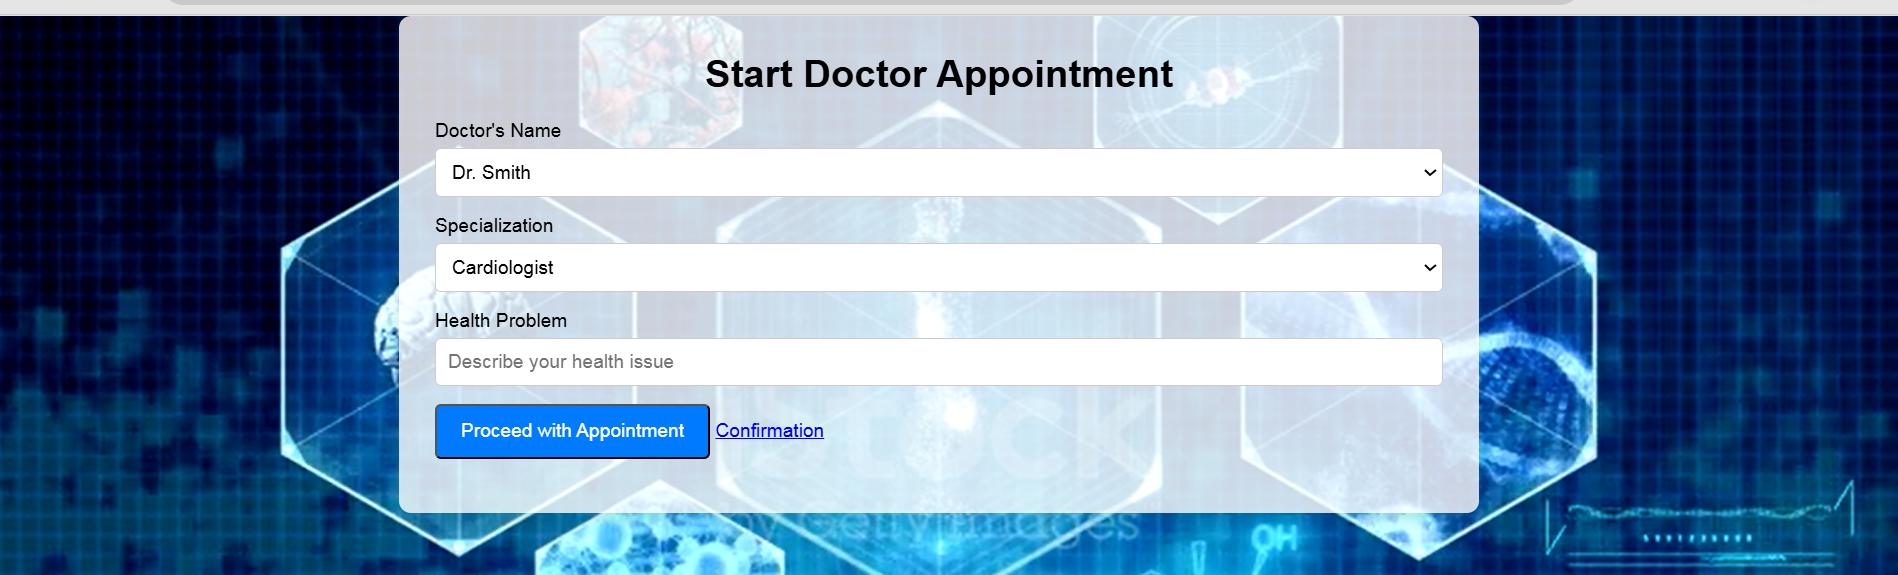 Start Doctor Appointment
Doctor's Name
Dr. Smith
Specialization
Cardiologist
Health Problem
Describe your health issue
Proceed with Appointment Confirmation
stock
by Getty Images
OH